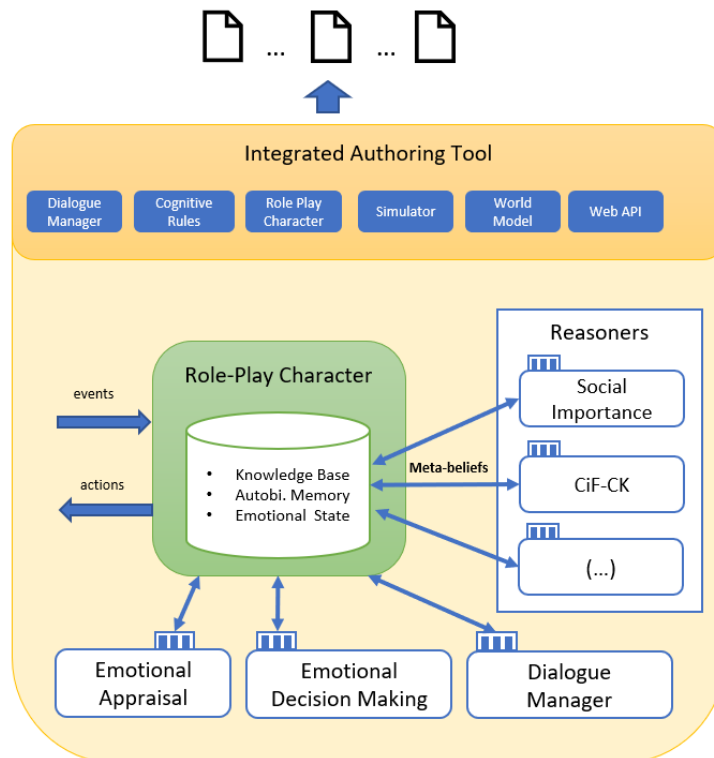 ... ...
Integrated Authoring Tool
Dialogue
Manager
Cognitive
Rules
Role Play
Character
Simulator
World
Model
Web API
Reasoners
Role-Play Character
events
actions
• Knowledge Base
• Autobi. Memory
• Emotional State
Meta-beliefs
Social
Importance
CiF-CK
(...)
Emotional
Appraisal
Emotional
Decision Making
Dialogue
Manager